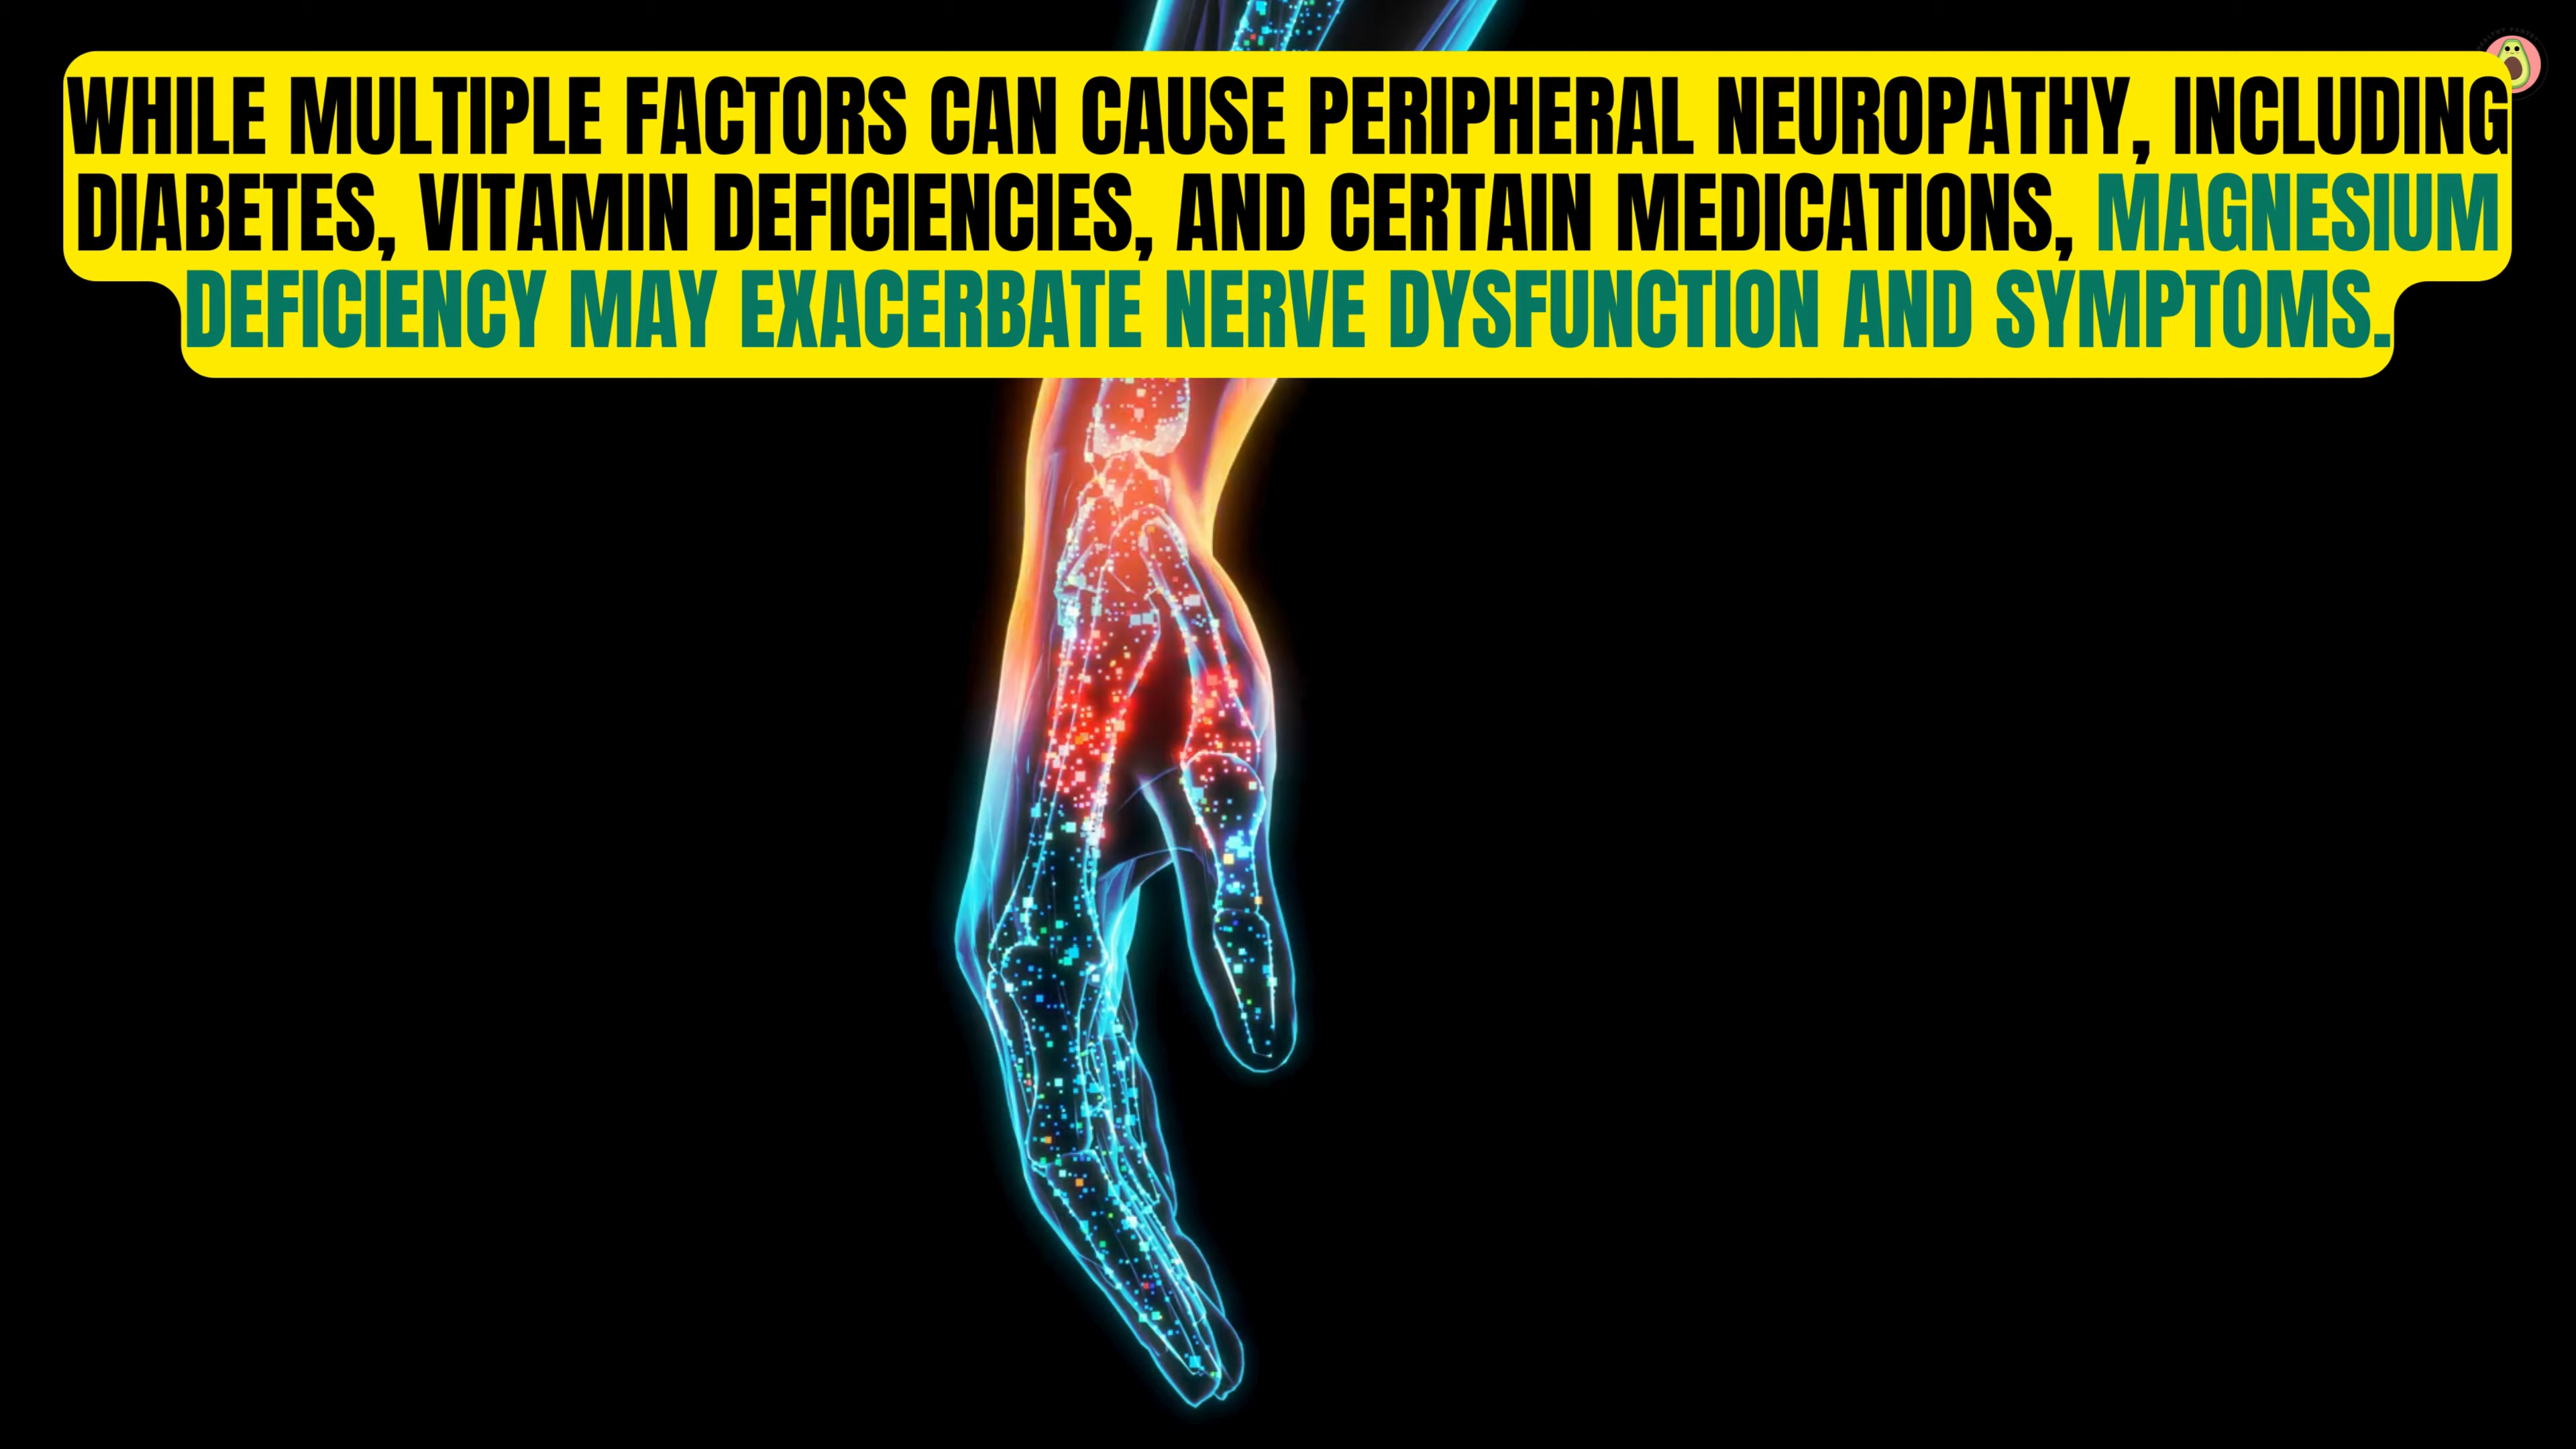 WHILE MULTIPLE FACTORS CAN CAUSE PERIPHERAL NEUROPATHY, INCLUDING
DIABETES, VITAMIN DEFICIENCIES, AND CERTAIN MEDICATIONS, MAGNESIUM
DEFICIENCY MAY EXACERBATE NERVE DYSFUNCTION AND SYMPTOMS.